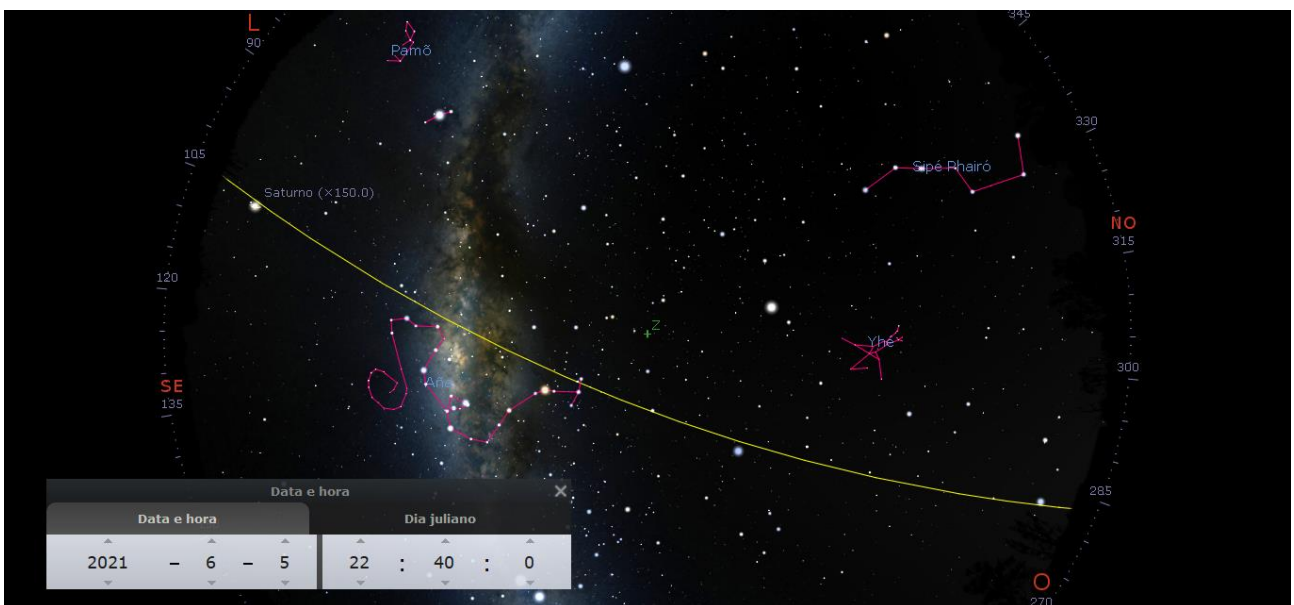 L
90
345
Pamõ
105
330
Sipé Phairó
Saturno (×150.0)
NO
315
120
Z
Yhé
300
SE
135
Añe
285
Data e hora ×
Data e hora Dia juliano
2021 – 6 – 5 22 : 40 : 0
O
270